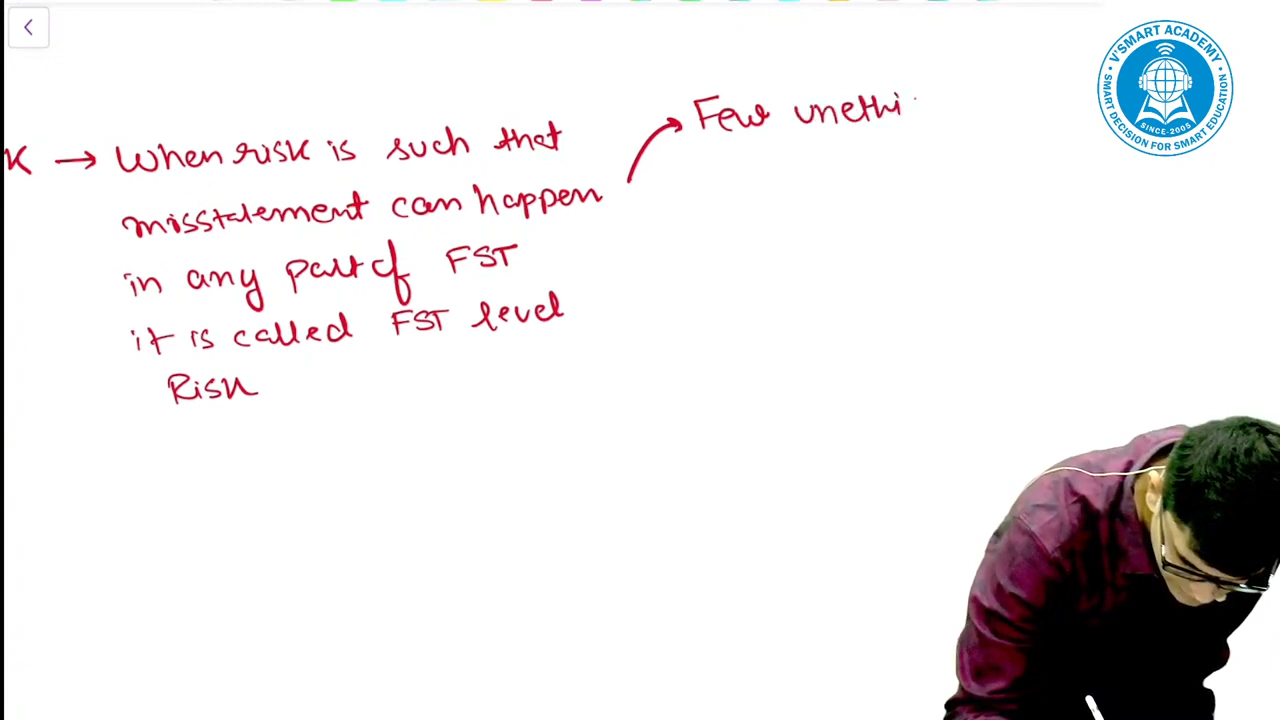 K → When risk is such that
misstatement can happen
in any part of FST
it is called FST level
Risk
Few unethi
V'SMART ACADEMY
SINCE-2005
SMART DECISION FOR SMART EDUCATION